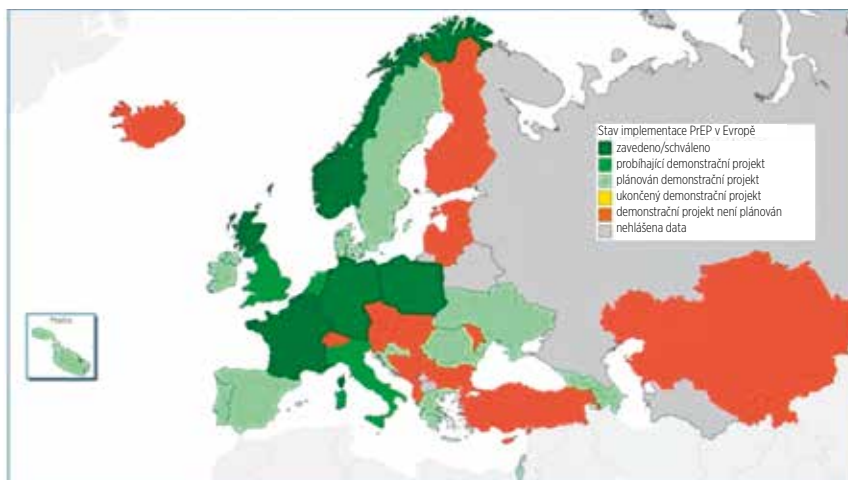 Stav implementace PrEP v Evropě
zavedeno/schváleno
probíhající demonstrační projekt
plánován demonstrační projekt
ukončený demonstrační projekt
demonstrační projekt není plánován
nehlášena data